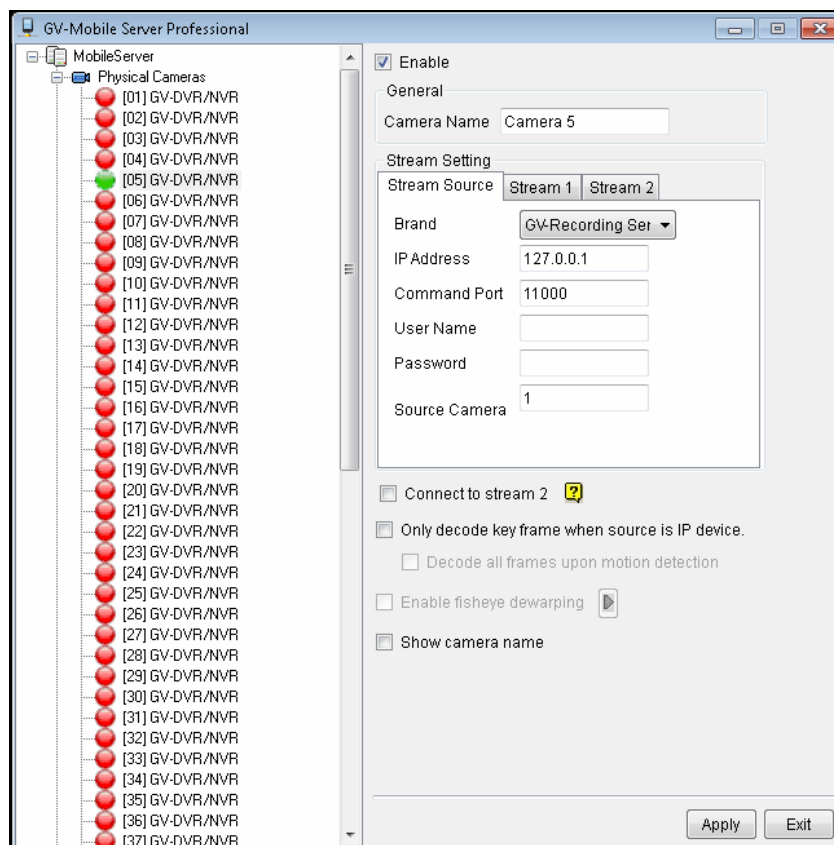 GV-Mobile Server Professional
MobileServer
Physical Cameras
[01] GV-DVR/NVR
[02] GV-DVR/NVR
[03] GV-DVR/NVR
[04] GV-DVR/NVR
[05] GV-DVR/NVR
[06] GV-DVR/NVR
[07] GV-DVR/NVR
[08] GV-DVR/NVR
[09] GV-DVR/NVR
[10] GV-DVR/NVR
[11] GV-DVR/NVR
[12] GV-DVR/NVR
[13] GV-DVR/NVR
[14] GV-DVR/NVR
[15] GV-DVR/NVR
[16] GV-DVR/NVR
[17] GV-DVR/NVR
[18] GV-DVR/NVR
[19] GV-DVR/NVR
[20] GV-DVR/NVR
[21] GV-DVR/NVR
[22] GV-DVR/NVR
[23] GV-DVR/NVR
[24] GV-DVR/NVR
[25] GV-DVR/NVR
[26] GV-DVR/NVR
[27] GV-DVR/NVR
[28] GV-DVR/NVR
[29] GV-DVR/NVR
[30] GV-DVR/NVR
[31] GV-DVR/NVR
[32] GV-DVR/NVR
[33] GV-DVR/NVR
[34] GV-DVR/NVR
[35] GV-DVR/NVR
[36] GV-DVR/NVR
[37] GV-DVR/NVR
Enable
General
Camera Name Camera 5
Stream Setting
Stream Source Stream 1 Stream 2
Brand GV-Recording Ser
IP Address 127.0.0.1
Command Port 11000
User Name
Password
Source Camera 1
Connect to stream 2 ?
Only decode key frame when source is IP device.
Decode all frames upon motion detection
Enable fisheye dewarping
Show camera name
Apply Exit